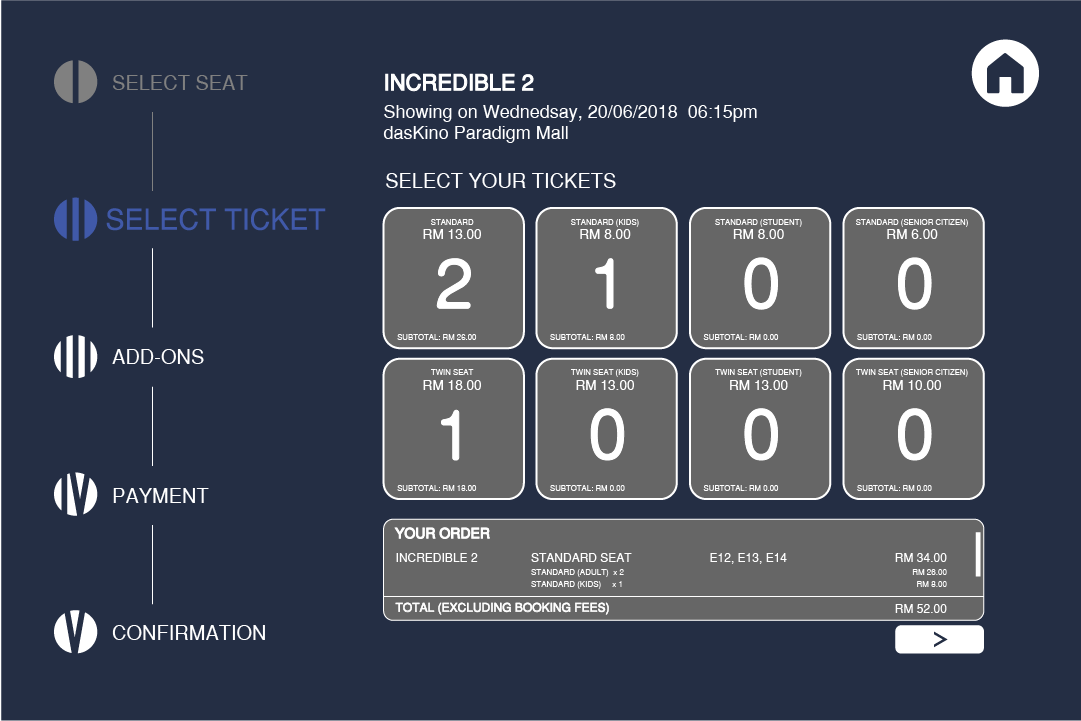 SELECT SEAT
SELECT TICKET
ADD-ONS
PAYMENT
CONFIRMATION
INCREDIBLE 2
Showing on Wednedsay, 20/06/2018 06:15pm
dasKino Paradigm Mall
SELECT YOUR TICKETS
STANDARD
RM 13.00
2
SUBTOTAL: RM 26.00
STANDARD (KIDS)
RM 8.00
1
SUBTOTAL: RM 8.00
STANDARD (STUDENT)
RM 8.00
0
SUBTOTAL: RM 0.00
STANDARD (SENIOR CITIZEN)
RM 6.00
0
SUBTOTAL: RM 0.00
TWIN SEAT
RM 18.00
1
SUBTOTAL: RM 18.00
TWIN SEAT (KIDS)
RM 13.00
0
SUBTOTAL: RM 0.00
TWIN SEAT (STUDENT)
RM 13.00
0
SUBTOTAL: RM 0.00
TWIN SEAT (SENIOR CITIZEN)
RM 10.00
0
SUBTOTAL: RM 0.00
YOUR ORDER
INCREDIBLE 2 STANDARD SEAT E12, E13, E14 RM 34.00
STANDARD (ADULT) x 2 RM 26.00
STANDARD (KIDS) x 1 RM 8.00
TOTAL (EXCLUDING BOOKING FEES) RM 52.00
>